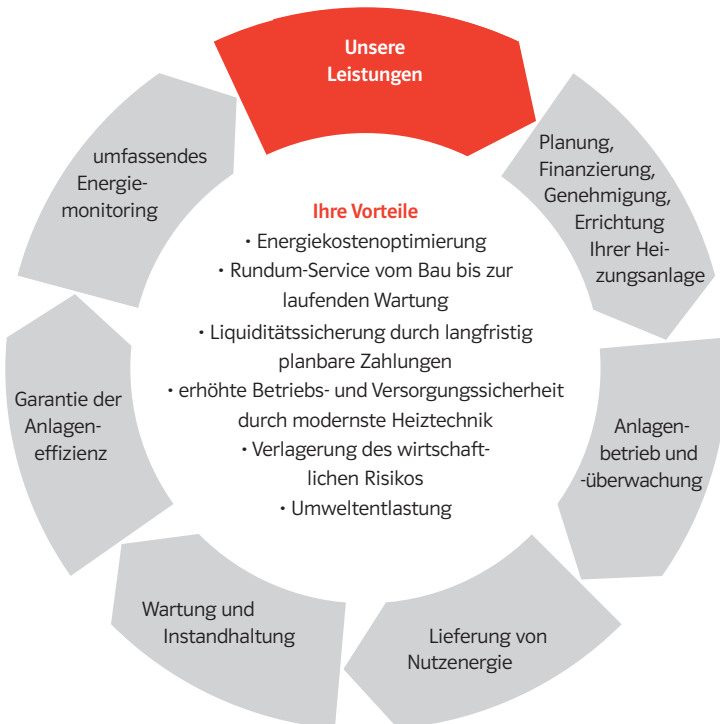 Unsere
Leistungen
Planung,
Finanzierung,
Genehmigung,
Errichtung
Ihrer Hei-
zungsanlage
Anlagen-
betrieb und
-überwachung
Lieferung von
Nutzenergie
Wartung und
Instandhaltung
Garantie der
Anlagen-
effizienz
umfassendes
Energie-
monitoring
Ihre Vorteile
• Energiekostenoptimierung
• Rundum-Service vom Bau bis zur
laufenden Wartung
• Liquiditätssicherung durch langfristig
planbare Zahlungen
• erhöhte Betriebs- und Versorgungssicherheit
durch modernste Heiztechnik
• Verlagerung des wirtschaft-
lichen Risikos
• Umweltentlastung